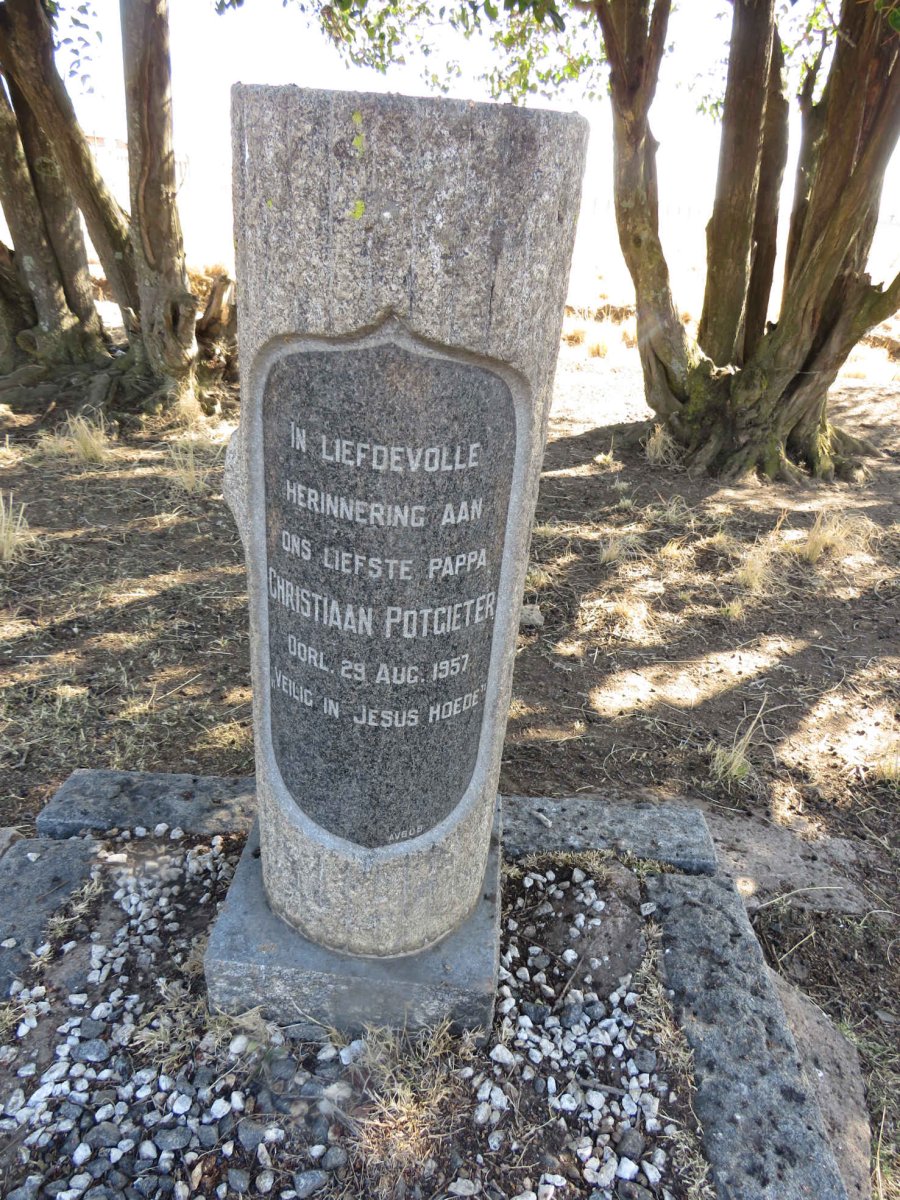 IN LIEFDEVOLLE
HERINNERING AAN
ONS LIEFSTE PAPPA
CHRISTIAAN POTGIETER
OORL. 29 AUG. 1957
„VEILIG IN JESUS HOEDE"